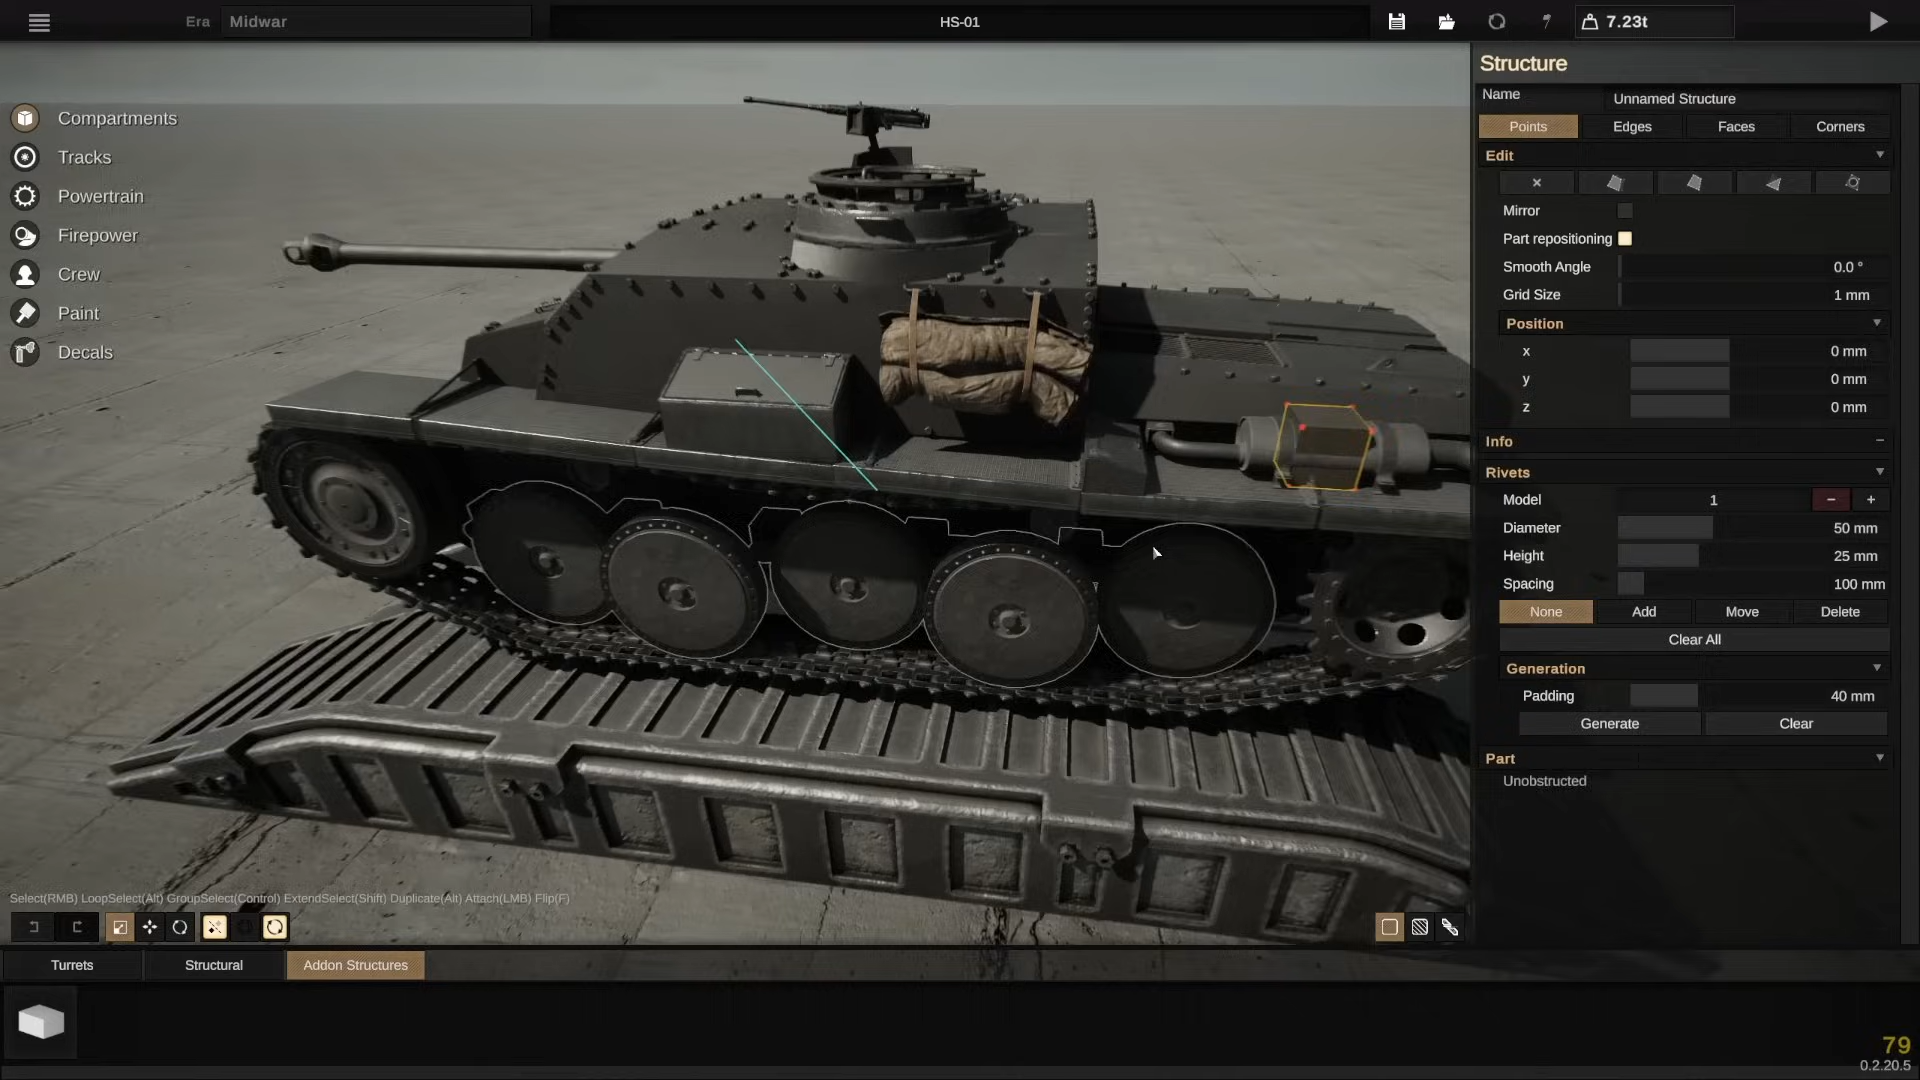 Era Midwar HS-01 7.23t
Compartments
Tracks
Powertrain
Firepower
Crew
Paint
Decals
Structure
Name Unnamed Structure
Points Edges Faces Corners
Edit
Mirror
Part repositioning
Smooth Angle 0.0 °
Grid Size 1 mm
Position
x 0 mm
y 0 mm
z 0 mm
Info
Rivets
Model 1 - +
Diameter 50 mm
Height 25 mm
Spacing 100 mm
None Add Move Delete
Clear All
Generation
Padding 40 mm
Generate Clear
Part
Unobstructed
Select(RMB) LoopSelect(Alt) GroupSelect(Control) ExtendSelect(Shift) Duplicate(Alt) Attach(LMB) Flip(F)
Turrets Structural Addon Structures
79
0.2.20.5